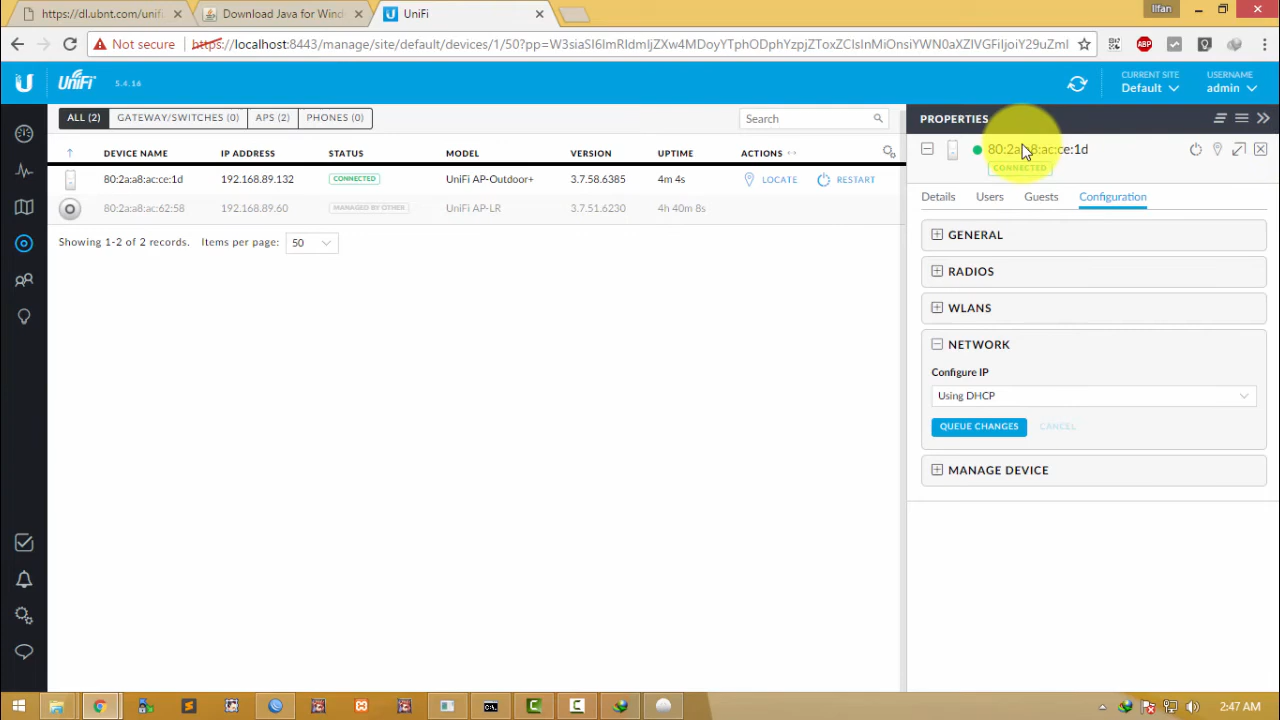 Ilfan
https://dl.ubnt.com/unifi
Download Java for Wind
UniFi
Not secure
https://localhost:8443/manage/site/default/devices/1/50?pp=
UniFi
5.4.16
CURRENT SITE
Default
USERNAME
admin
ALL (2)
GATEWAY/SWITCHES (0)
APS (2)
PHONES (0)
Search
PROPERTIES
80:2a:a8:ac:ce:1d
CONNECTED
DEVICE NAME IP ADDRESS STATUS MODEL VERSION UPTIME ACTIONS
80:2a:a8:ac:ce:1d 192.168.89.132 CONNECTED UniFi AP-Outdoor+ 3.7.58.6385 4m 4s LOCATE RESTART
80:2a:a8:ac:62:58 192.168.89.60 MANAGED BY OTHER UniFi AP-LR 3.7.51.6230 4h 40m 8s
Showing 1-2 of 2 records. Items per page: 50
Details Users Guests Configuration
GENERAL
RADIOS
WLANS
NETWORK
Configure IP
Using DHCP
QUEUE CHANGES CANCEL
MANAGE DEVICE
2:47 AM